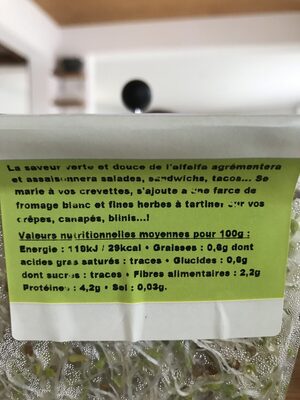 La saveur verte et douce de l'alfalfa agrémentera
et assaisonnera salades, sandwichs, tacos... Se
marie à vos crevettes, s'ajoute à une farce de
fromage blanc et fines herbes à tartiner sur vos
crêpes, canapés, blinis...!
Valeurs nutritionnelles moyennes pour 100g :
Energie : 119kJ / 29kcal • Graisses : 0,6g dont
acides gras saturés : traces • Glucides : 0,6g
dont sucres : traces • Fibres alimentaires : 2,2g
Protéines : 4,2g • Sel : 0,03g.